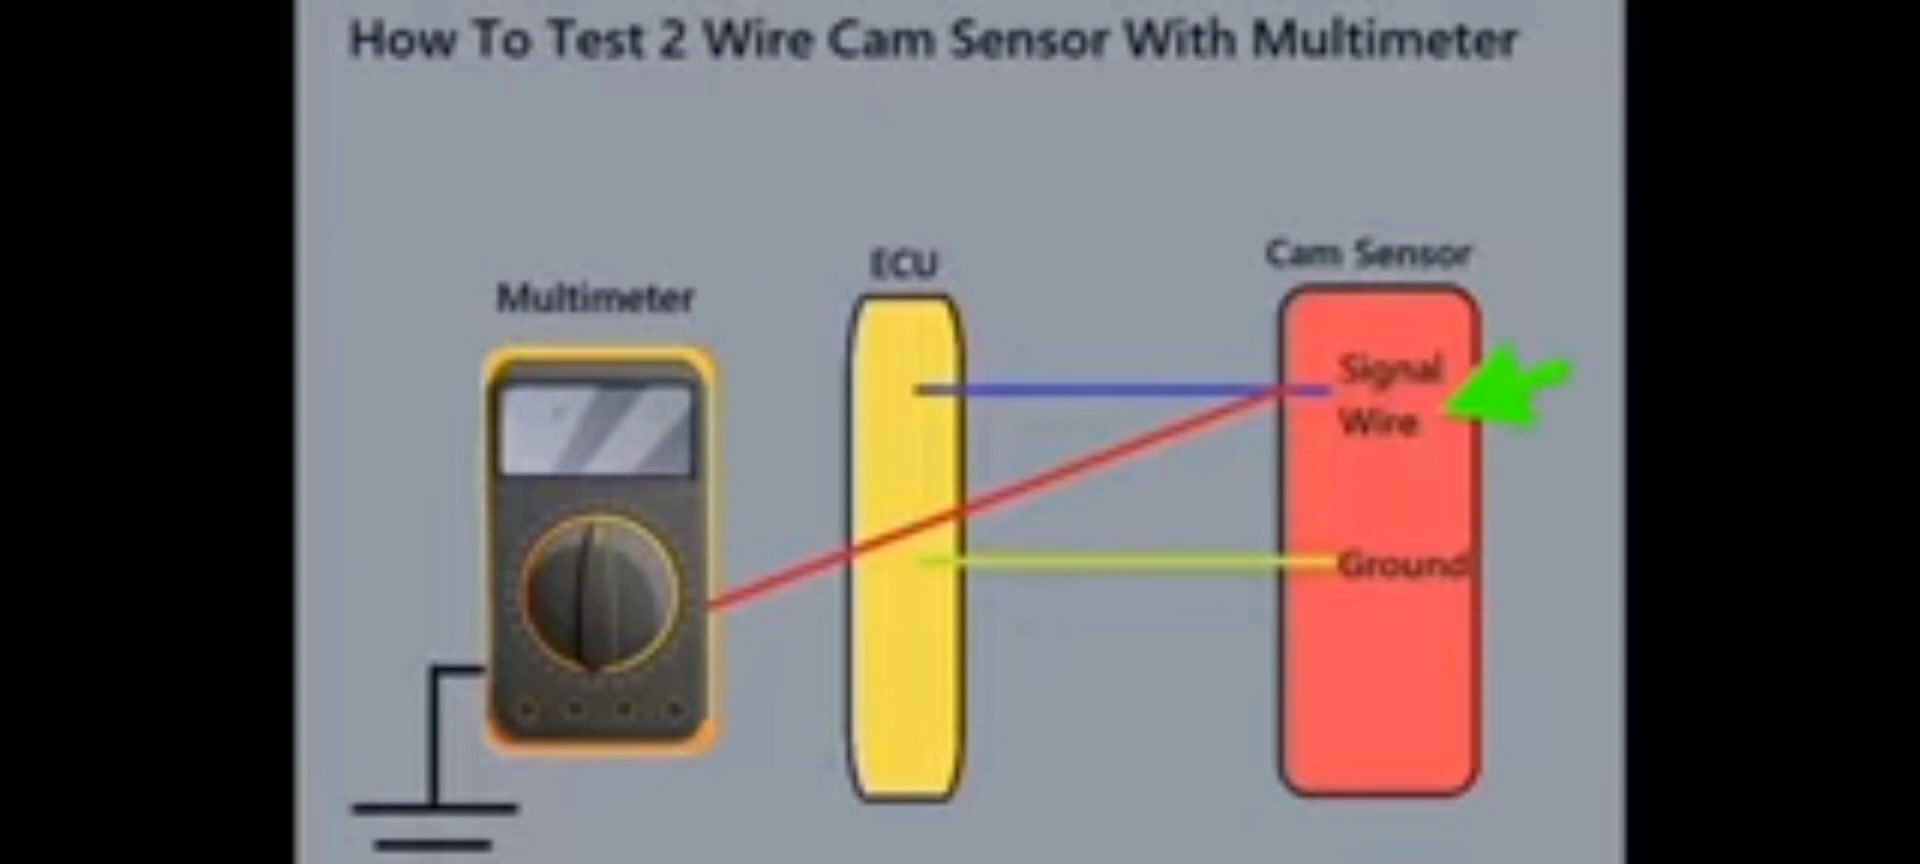 How To Test 2 Wire Cam Sensor With Multimeter
Multimeter
ECU
Cam Sensor
Signal
Wire
Ground